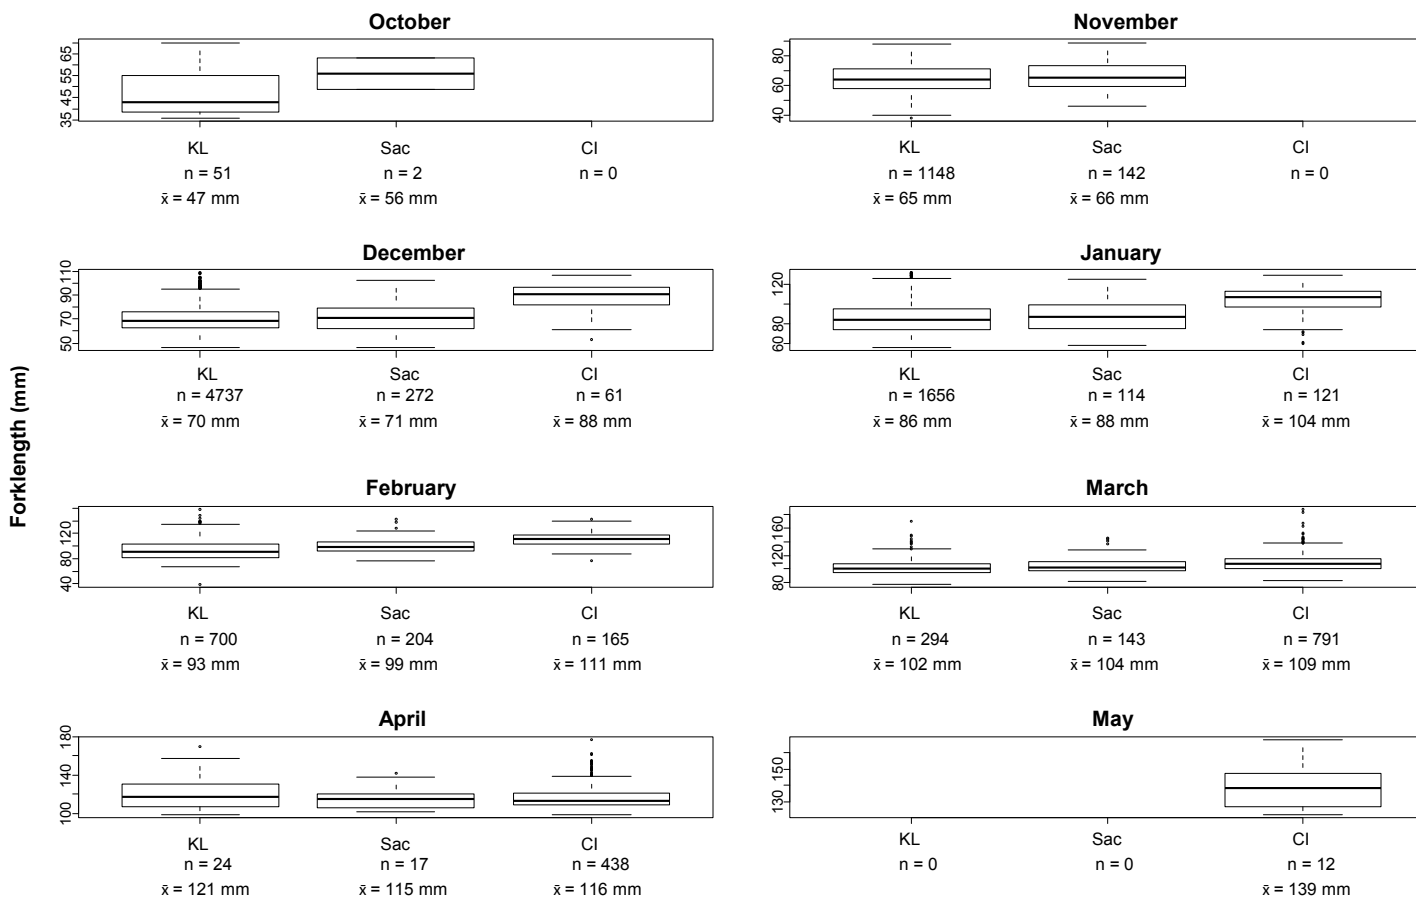 Forklength (mm)
October
35 45 55 65
KL Sac CI
n = 51 n = 2 n = 0
x̄ = 47 mm x̄ = 56 mm
November
40 60 80
KL Sac CI
n = 1148 n = 142 n = 0
x̄ = 65 mm x̄ = 66 mm
December
50 70 90 110
KL Sac CI
n = 4737 n = 272 n = 61
x̄ = 70 mm x̄ = 71 mm x̄ = 88 mm
January
60 80 120
KL Sac CI
n = 1656 n = 114 n = 121
x̄ = 86 mm x̄ = 88 mm x̄ = 104 mm
February
40 80 120
KL Sac CI
n = 700 n = 204 n = 165
x̄ = 93 mm x̄ = 99 mm x̄ = 111 mm
March
80 120 160
KL Sac CI
n = 294 n = 143 n = 791
x̄ = 102 mm x̄ = 104 mm x̄ = 109 mm
April
100 140 180
KL Sac CI
n = 24 n = 17 n = 438
x̄ = 121 mm x̄ = 115 mm x̄ = 116 mm
May
130 150
KL Sac CI
n = 0 n = 0 n = 12
x̄ = 139 mm